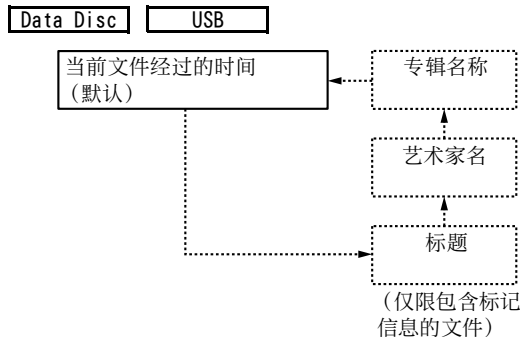 Data Disc
USB
当前文件经过的时间
（默认）
专辑名称
艺术家名
标题
（仅限包含标记
信息的文件）